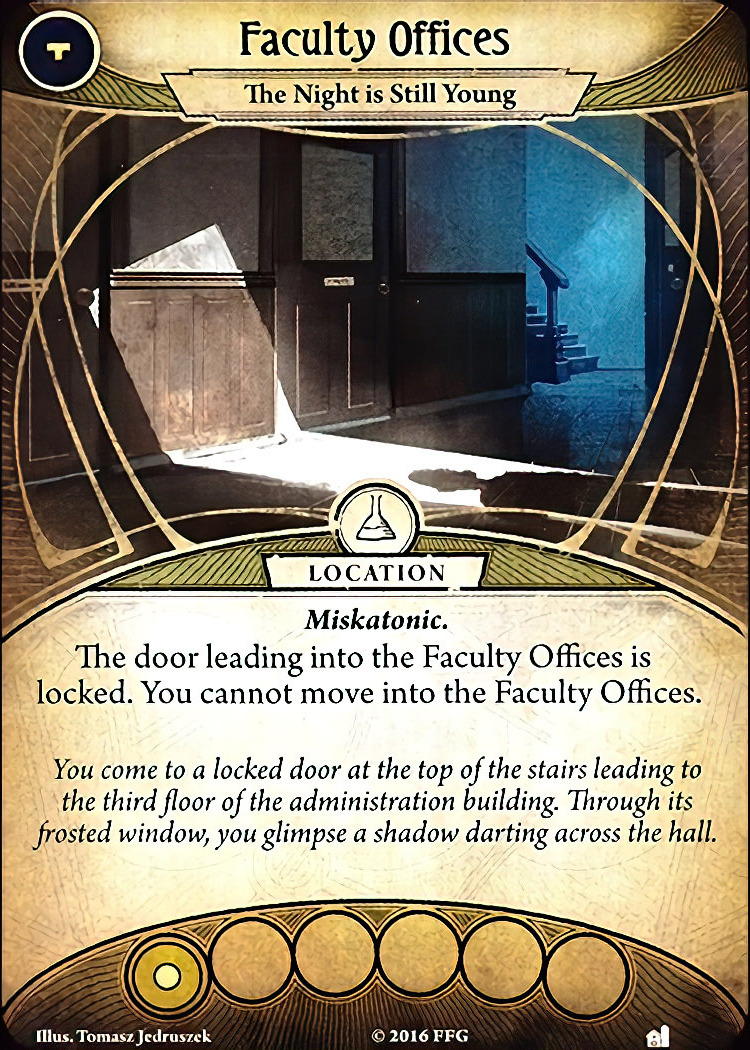 Faculty Offices
The Night is Still Young
LOCATION
Miskatonic.
The door leading into the Faculty Offices is
locked. You cannot move into the Faculty Offices.
You come to a locked door at the top of the stairs leading to
the third floor of the administration building. Through its
frosted window, you glimpse a shadow darting across the hall.
Illus. Tomasz Jedruszek
© 2016 FFG